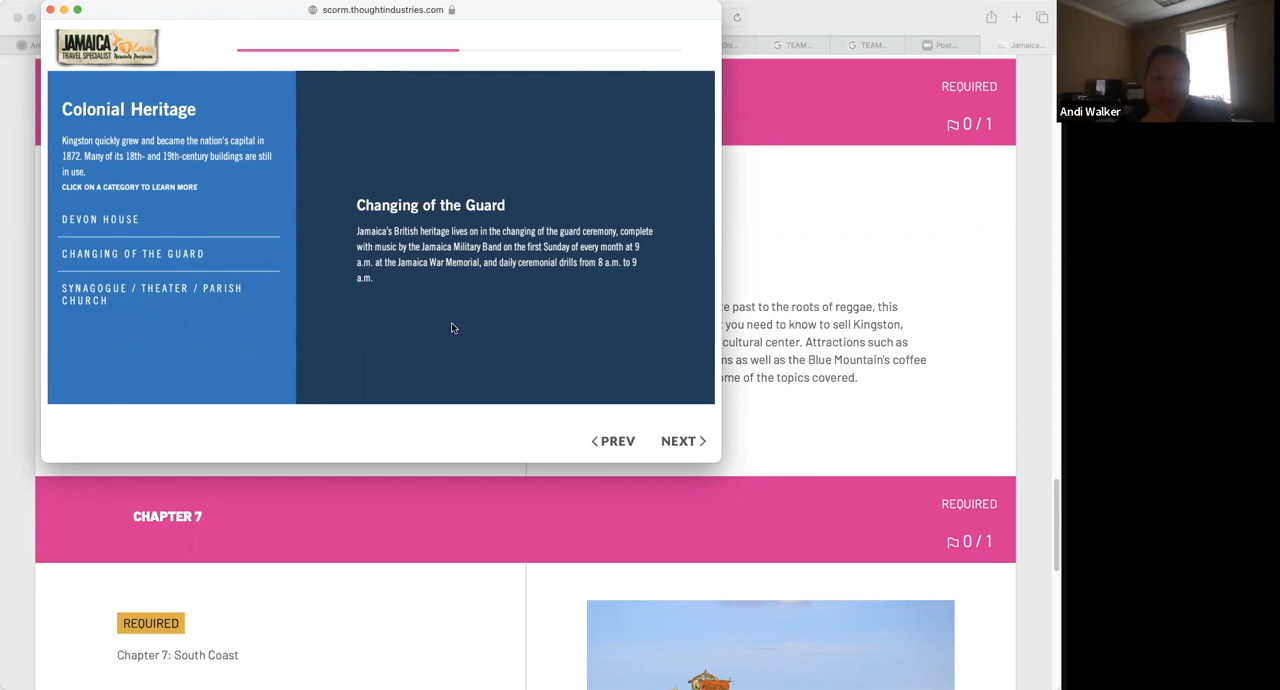 scorm.thoughtindustries.com
TEAM...
TEAM...
Post...
Jamaica...
JAMAICA
TRAVEL SPECIALIST
Rewards Program
REQUIRED
0 / 1
Andi Walker
Colonial Heritage
Kingston quickly grew and became the nation's capital in
1872. Many of its 18th- and 19th-century buildings are still
in use.
CLICK ON A CATEGORY TO LEARN MORE
DEVON HOUSE
CHANGING OF THE GUARD
SYNAGOGUE / THEATER / PARISH
CHURCH
Changing of the Guard
Jamaica's British heritage lives on in the changing of the guard ceremony, complete
with music by the Jamaica Military Band on the first Sunday of every month at 9
a.m. at the Jamaica War Memorial, and daily ceremonial drills from 8 a.m. to 9
a.m.
te past to the roots of reggae, this
you need to know to sell Kingston,
cultural center. Attractions such as
ns as well as the Blue Mountain's coffee
ome of the topics covered.
PREV
NEXT
CHAPTER 7
REQUIRED
0 / 1
REQUIRED
Chapter 7: South Coast